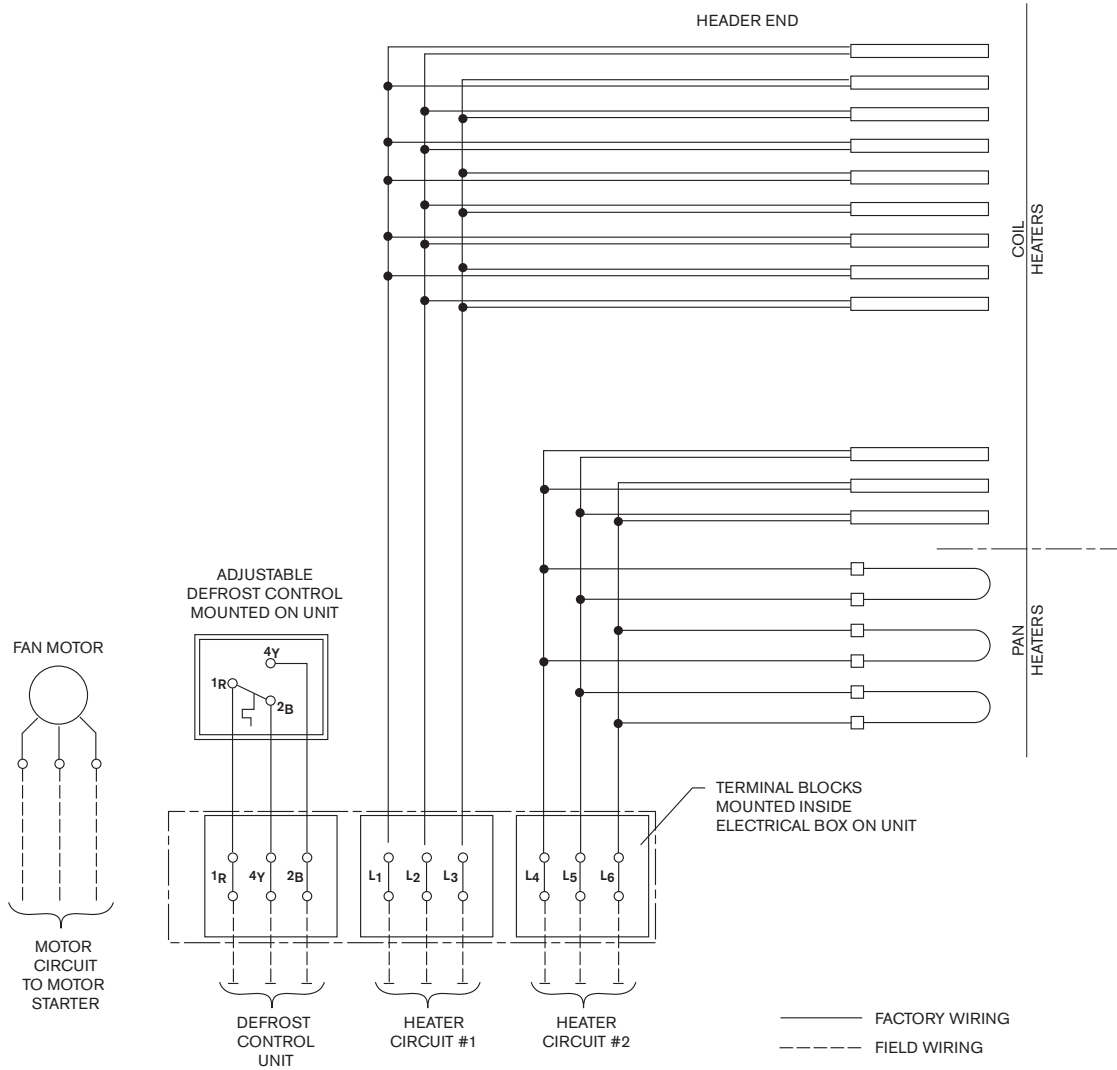 HEADER END
COIL
HEATERS
PAN
HEATERS
ADJUSTABLE
DEFROST CONTROL
MOUNTED ON UNIT
4Y
1R
2B
FAN MOTOR
TERMINAL BLOCKS
MOUNTED INSIDE
ELECTRICAL BOX ON UNIT
1R 4Y 2B
L1 L2 L3
L4 L5 L6
MOTOR
CIRCUIT
TO MOTOR
STARTER
DEFROST
CONTROL
UNIT
HEATER
CIRCUIT #1
HEATER
CIRCUIT #2
FACTORY WIRING
FIELD WIRING